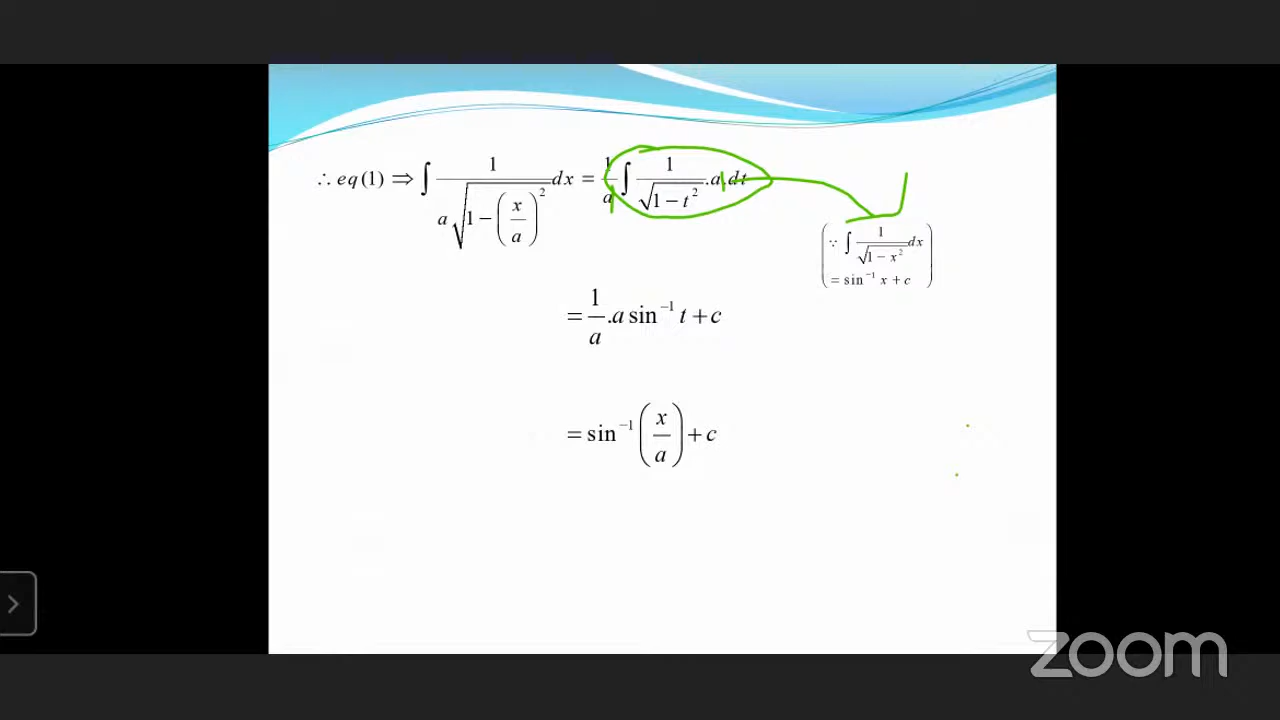 ∴ eq(1) ⇒ ∫ 1/(a√(1−(x/a)²)) dx = 1/a ∫ 1/√(1−t²) .a.dt
(∵ ∫ 1/√(1−x²) dx
= sin⁻¹ x + c)
= 1/a .a sin⁻¹ t + c
= sin⁻¹(x/a) + c
zoom